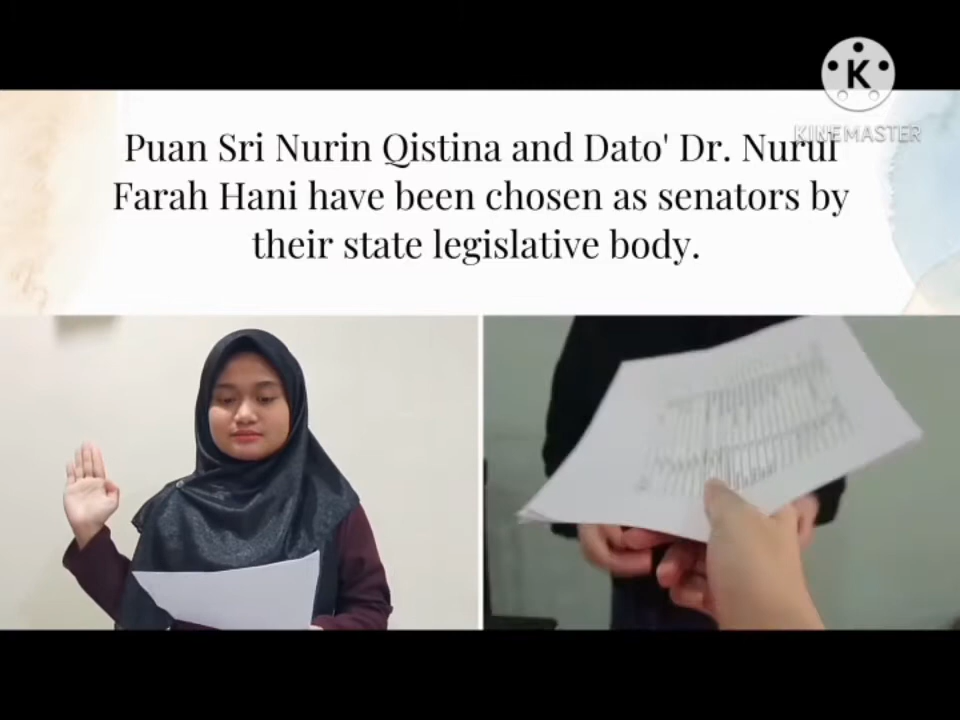 Puan Sri Nurin Qistina and Dato' Dr. Nurul
Farah Hani have been chosen as senators by
their state legislative body.
K
KINEMASTER